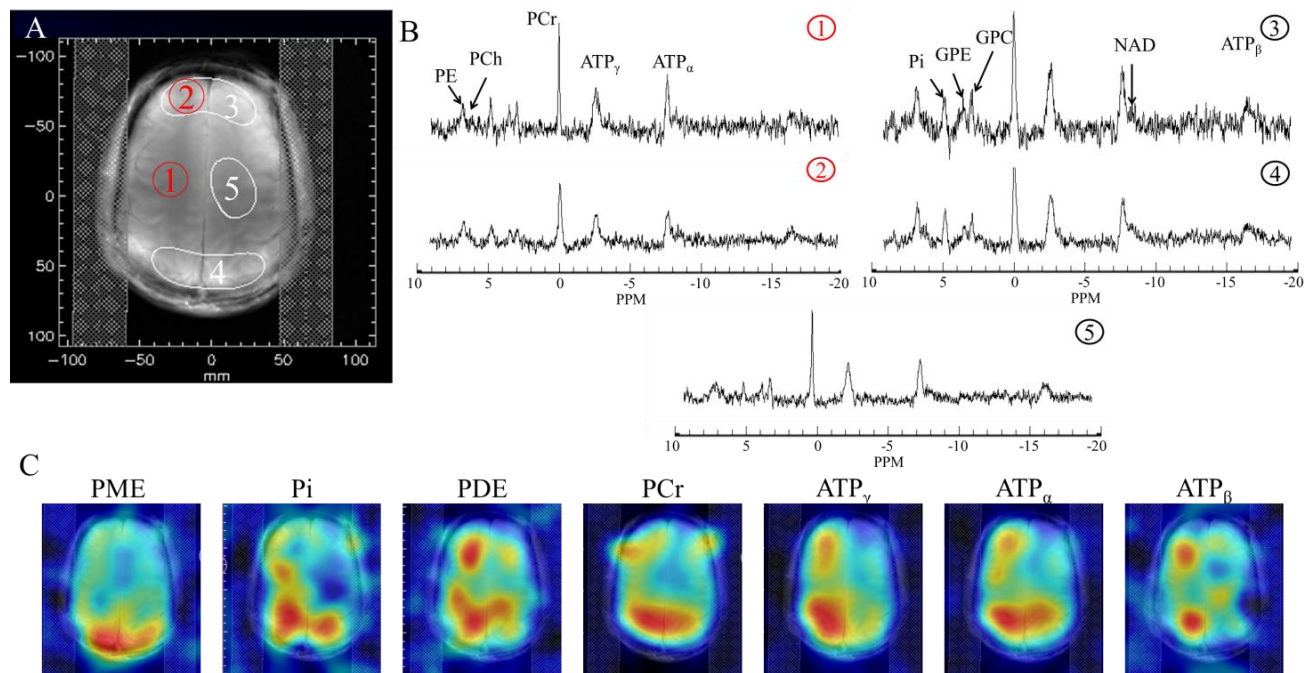 A
-100
-50
0
50
100
-100 -50 0 50 100
mm
2
3
1
5
4
B
PCr
①
PE
PCh
ATPγ
ATPα
②
10 5 0 -5 -10 -15 -20
PPM
③
Pi
GPE
GPC
NAD
ATPβ
④
10 5 0 -5 -10 -15 -20
PPM
⑤
10 5 0 -5 -10 -15 -20
PPM
C
PME Pi PDE PCr ATPγ ATPα ATPβ